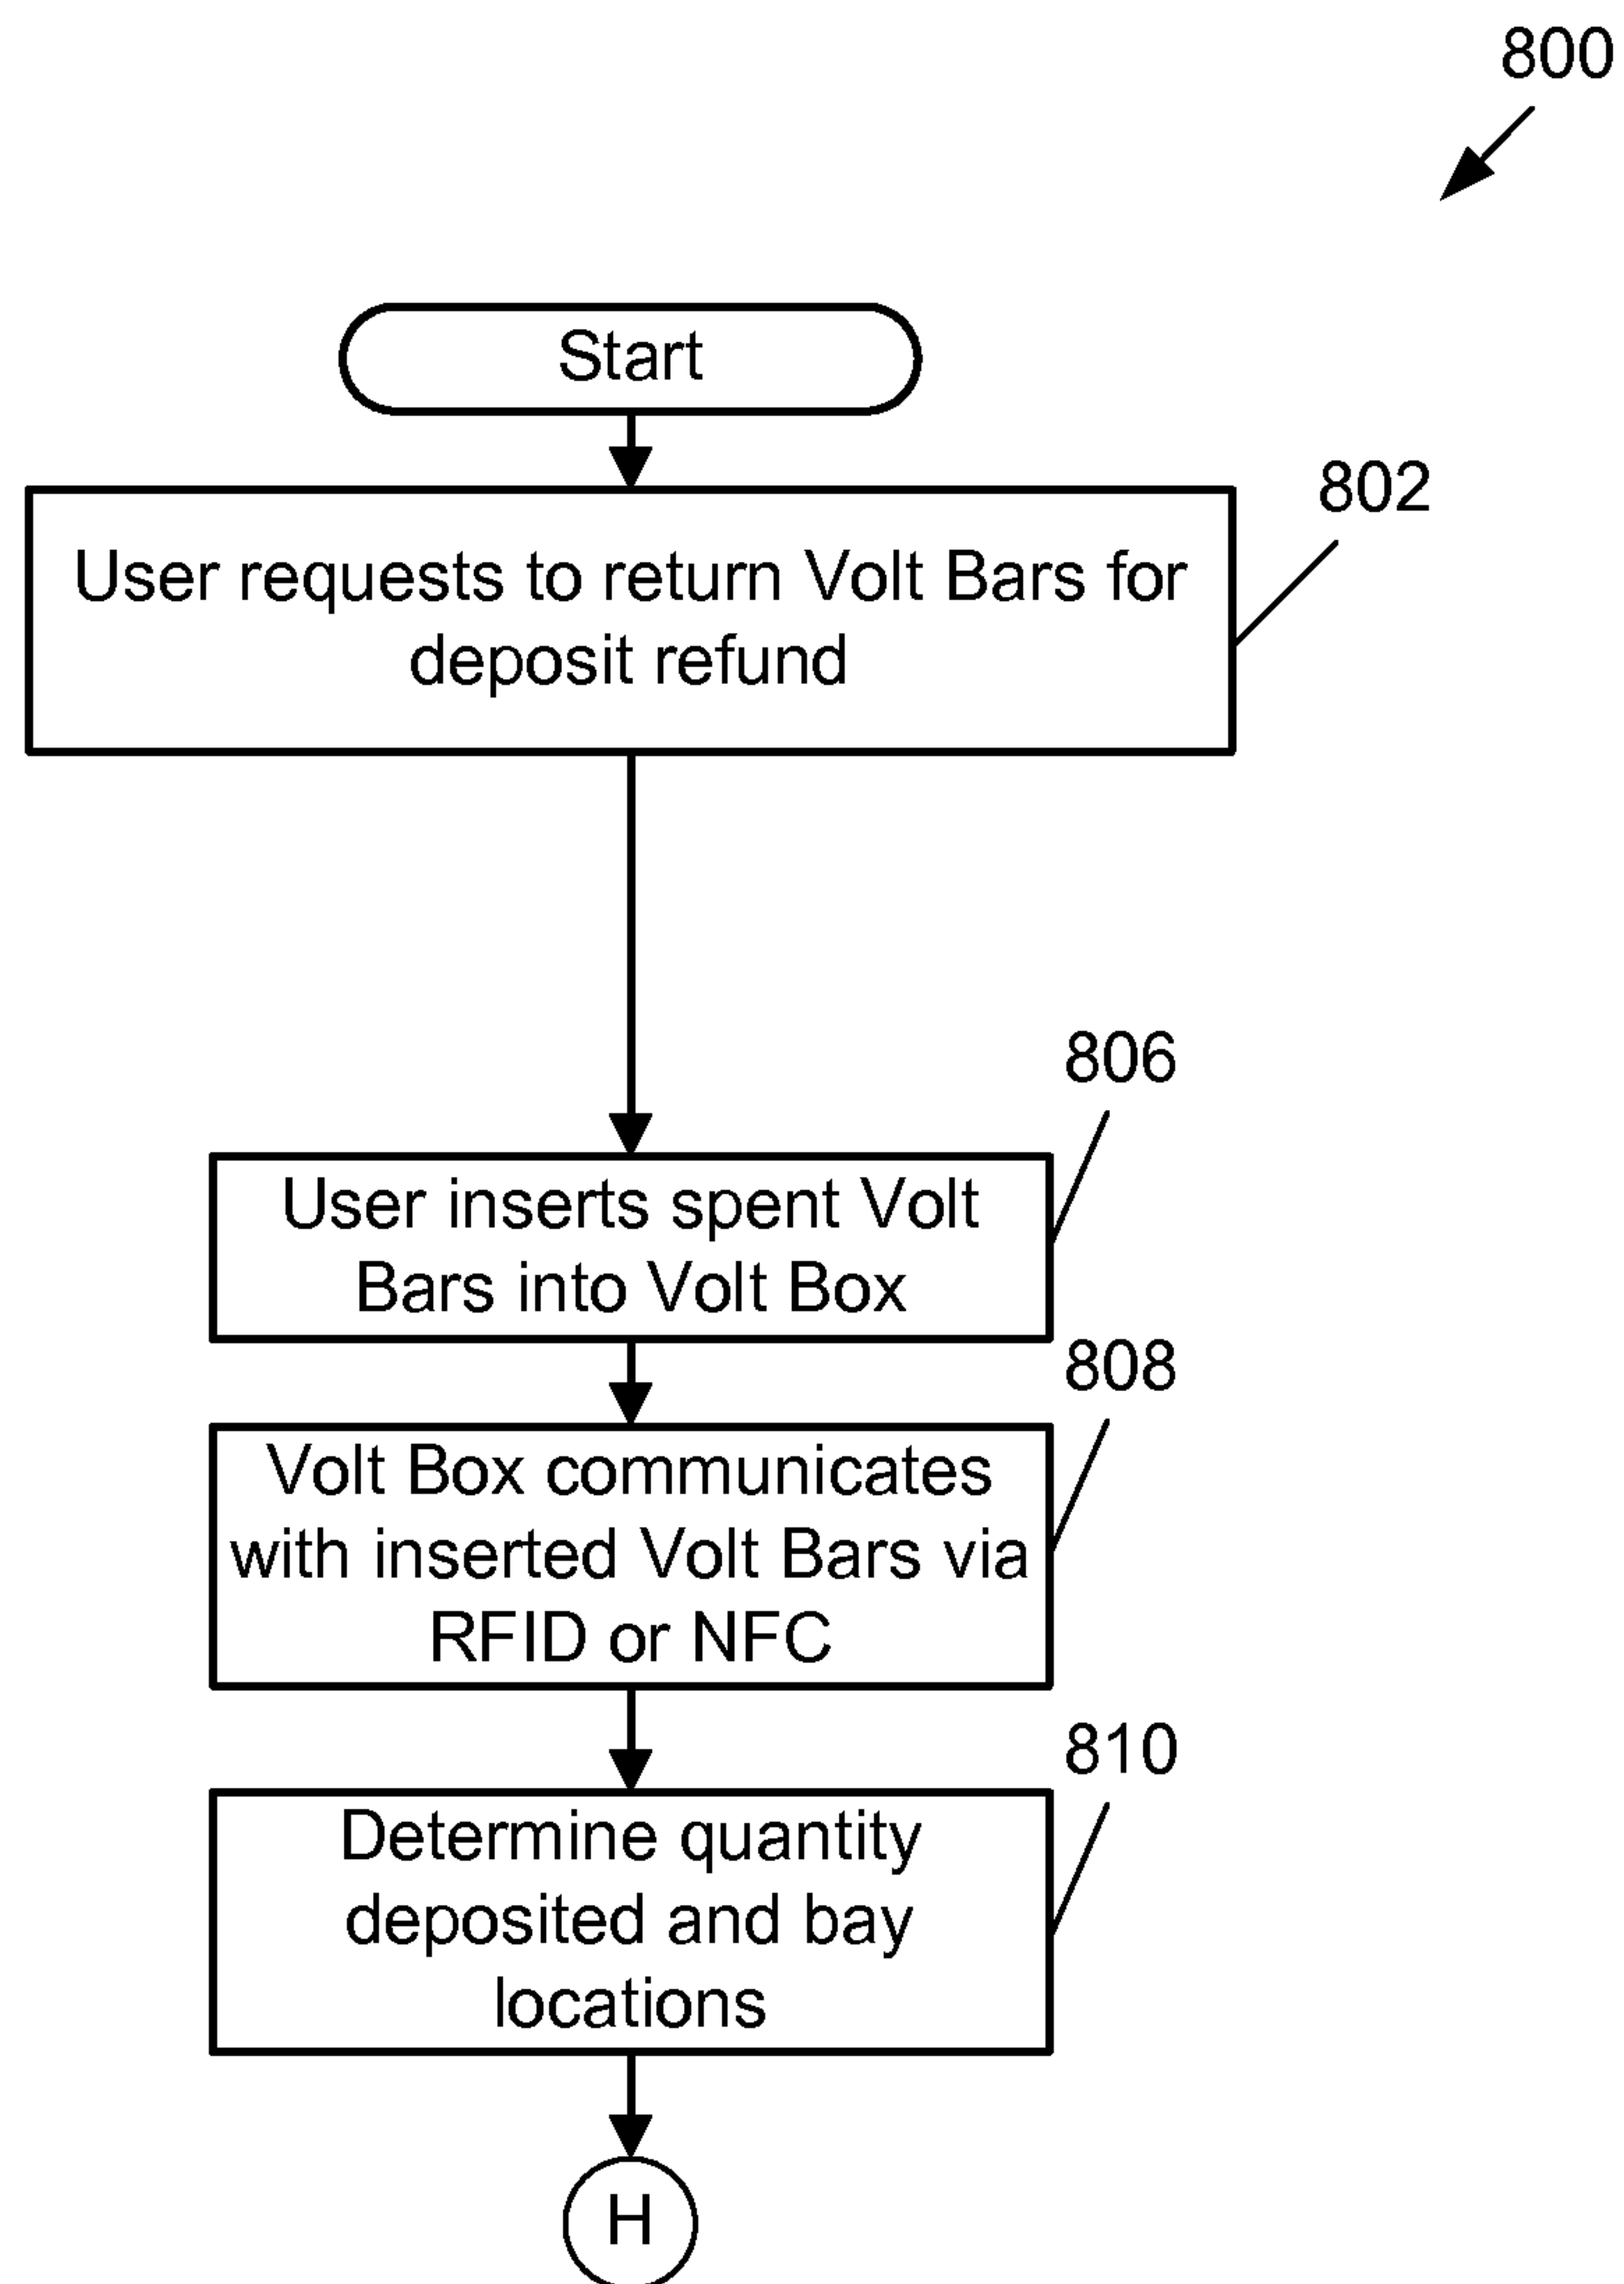 800
Start
802
User requests to return Volt Bars for
deposit refund
806
User inserts spent Volt
Bars into Volt Box
808
Volt Box communicates
with inserted Volt Bars via
RFID or NFC
810
Determine quantity
deposited and bay
locations
H